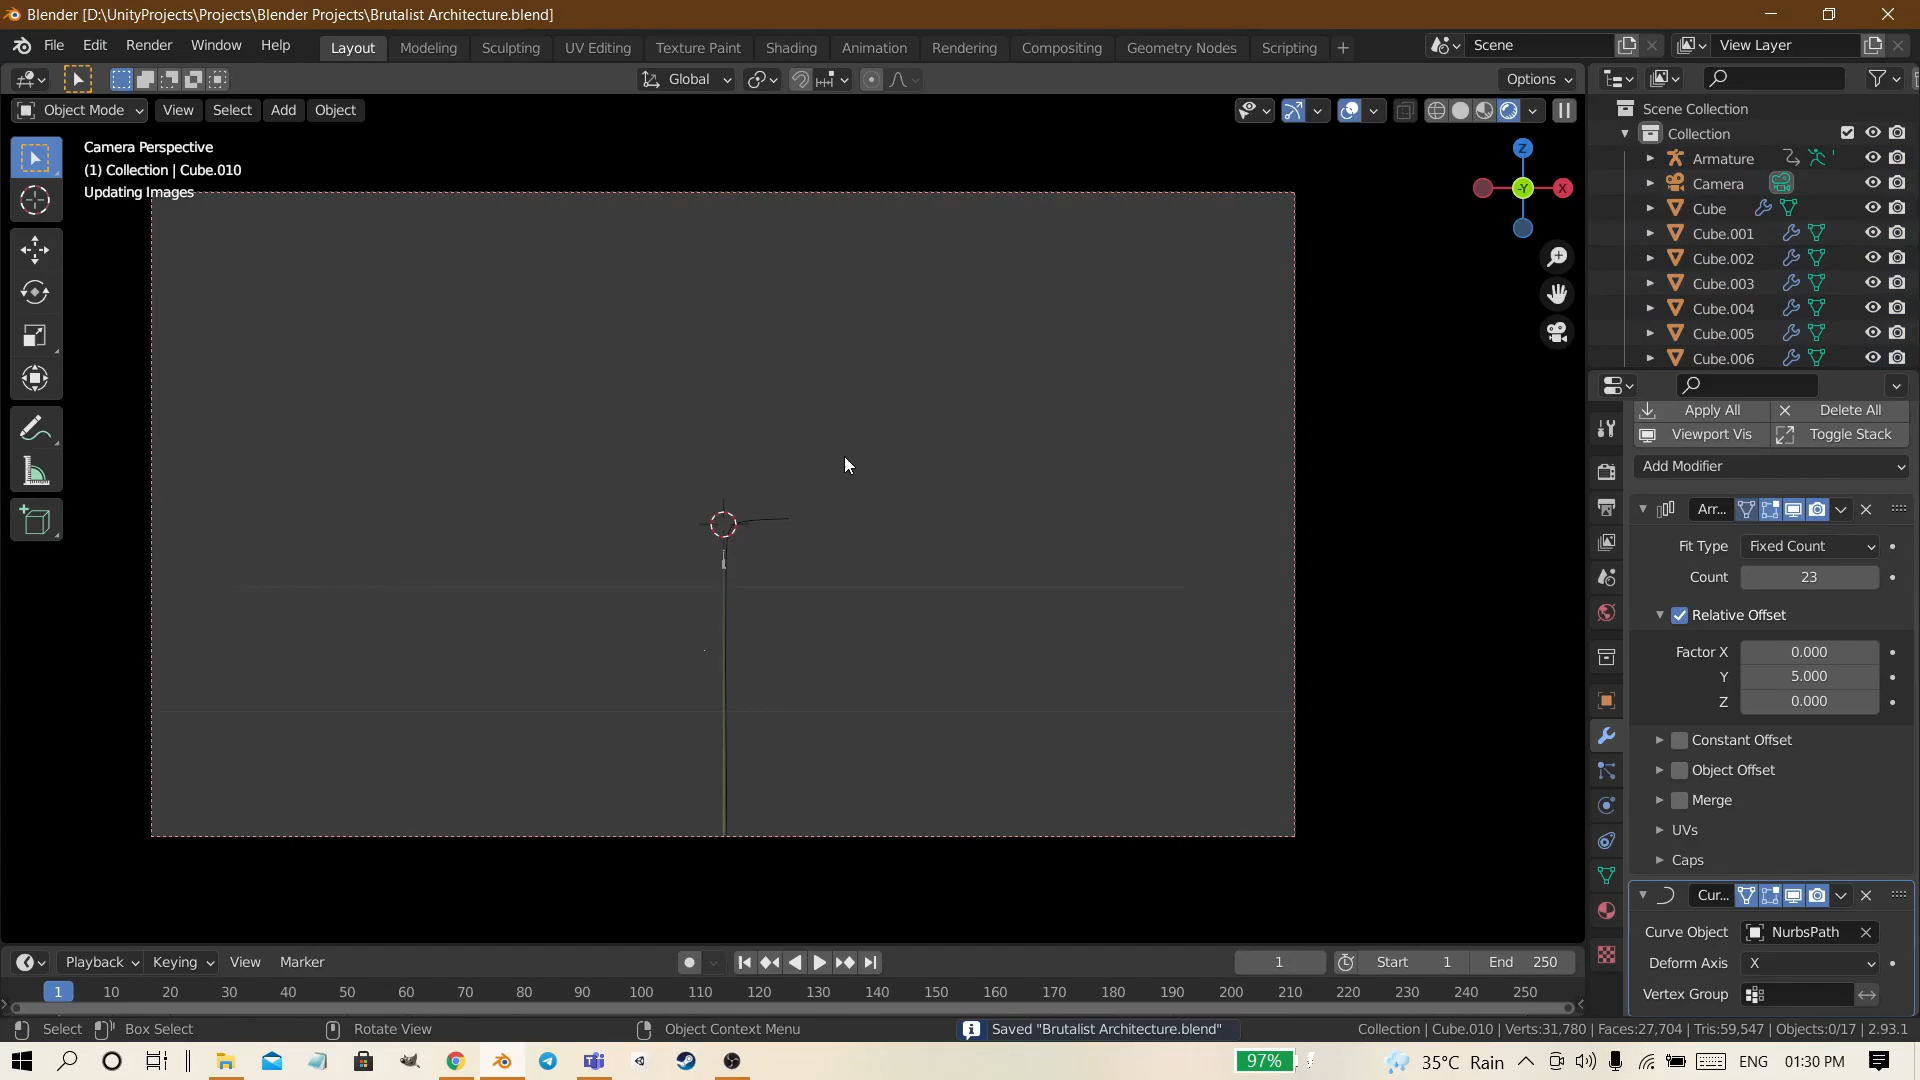 Blender [D:\UnityProjects\Projects\Blender Projects\Brutalist Architecture.blend]
File Edit Render Window Help
Layout Modeling Sculpting UV Editing Texture Paint Shading Animation Rendering Compositing Geometry Nodes Scripting +
Scene
View Layer
Global
Options
Object Mode View Select Add Object
Camera Perspective
(1) Collection | Cube.010
Updating Images
Z
-Y
X
Scene Collection
Collection
Armature
Camera
Cube
Cube.001
Cube.002
Cube.003
Cube.004
Cube.005
Cube.006
Apply All Delete All
Viewport Vis Toggle Stack
Add Modifier
Arr...
Fit Type Fixed Count
Count 23
Relative Offset
Factor X 0.000
Y 5.000
Z 0.000
Constant Offset
Object Offset
Merge
UVs
Caps
Cur...
Curve Object NurbsPath
Deform Axis X
Vertex Group
Playback Keying View Marker
1 Start 1 End 250
1 10 20 30 40 50 60 70 80 90 100 110 120 130 140 150 160 170 180 190 200 210 220 230 240 250
Select Box Select Rotate View Object Context Menu
Saved "Brutalist Architecture.blend"
Collection | Cube.010 | Verts:31,780 | Faces:27,704 | Tris:59,547 | Objects:0/17 | 2.93.1
97% 35°C Rain ENG 01:30 PM